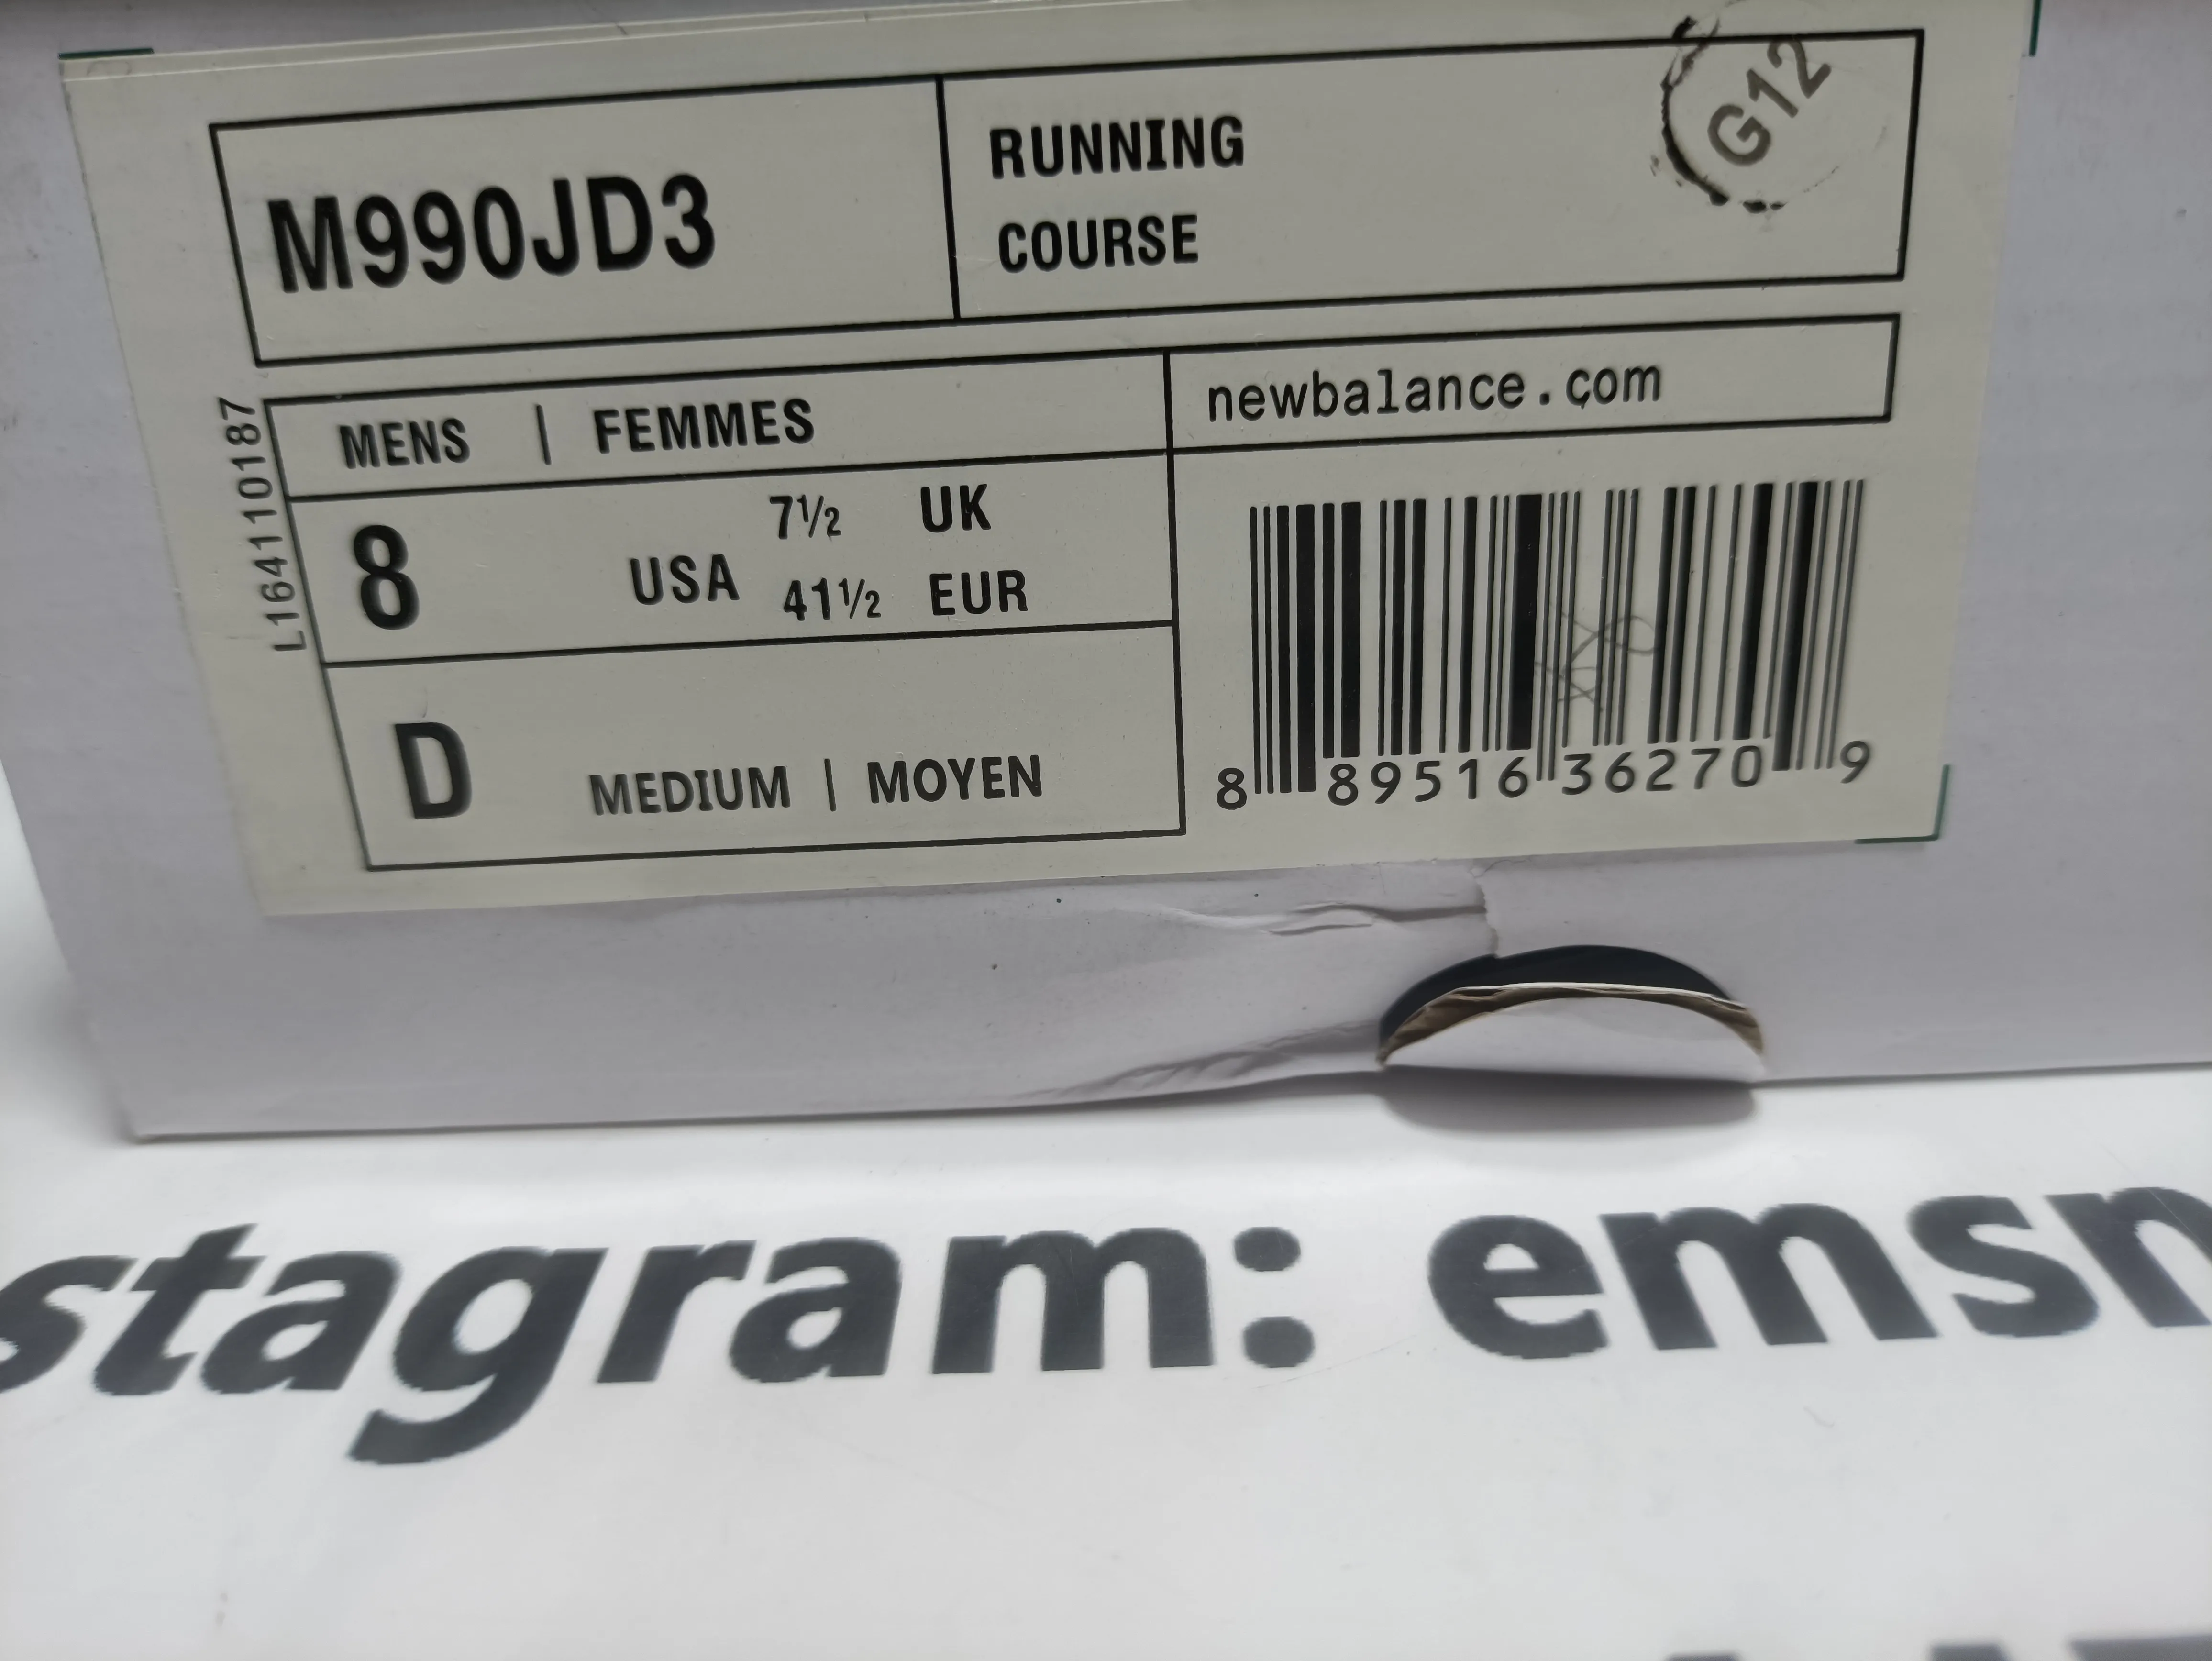 G12
M990JD3
RUNNING
COURSE
L1641110187
MENS | FEMMES
newbalance.com
8 USA 7½ UK
41½ EUR
D MEDIUM | MOYEN
8 89516 36270 9
stagram: emsn